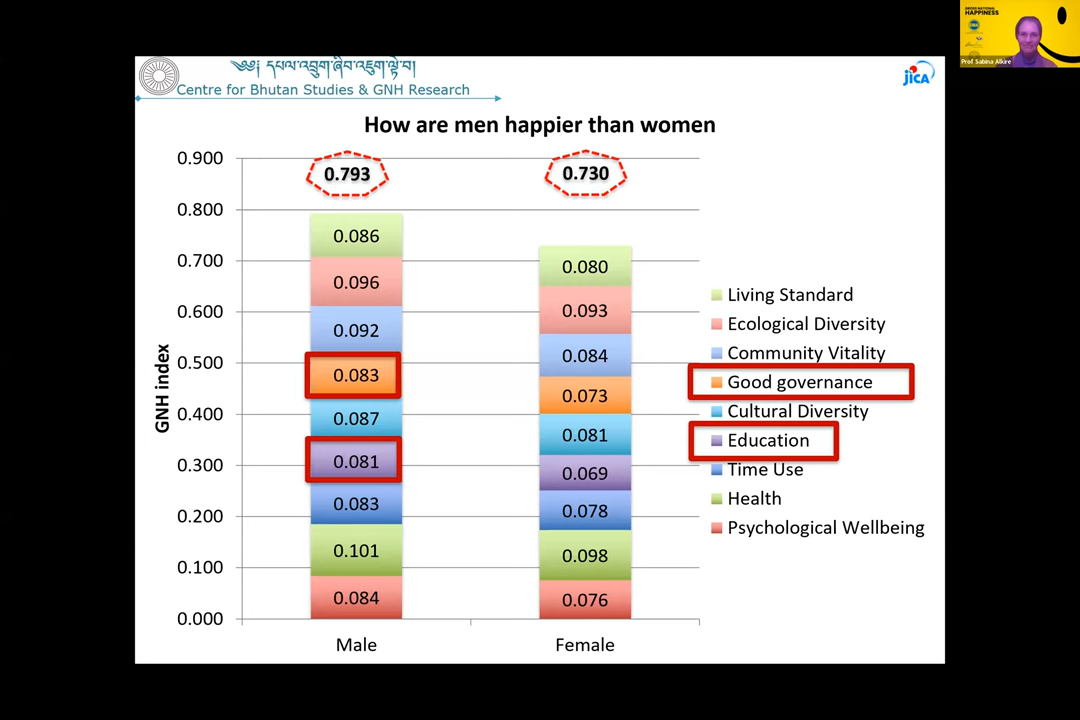 GROSS NATIONAL
HAPPINESS
Prof Sabina Alkire
Centre for Bhutan Studies & GNH Research
JICA
How are men happier than women
GNH index
0.900
0.800
0.700
0.600
0.500
0.400
0.300
0.200
0.100
0.000
0.793
0.086
0.096
0.092
0.083
0.087
0.081
0.083
0.101
0.084
Male
0.730
0.080
0.093
0.084
0.073
0.081
0.069
0.078
0.098
0.076
Female
Living Standard
Ecological Diversity
Community Vitality
Good governance
Cultural Diversity
Education
Time Use
Health
Psychological Wellbeing